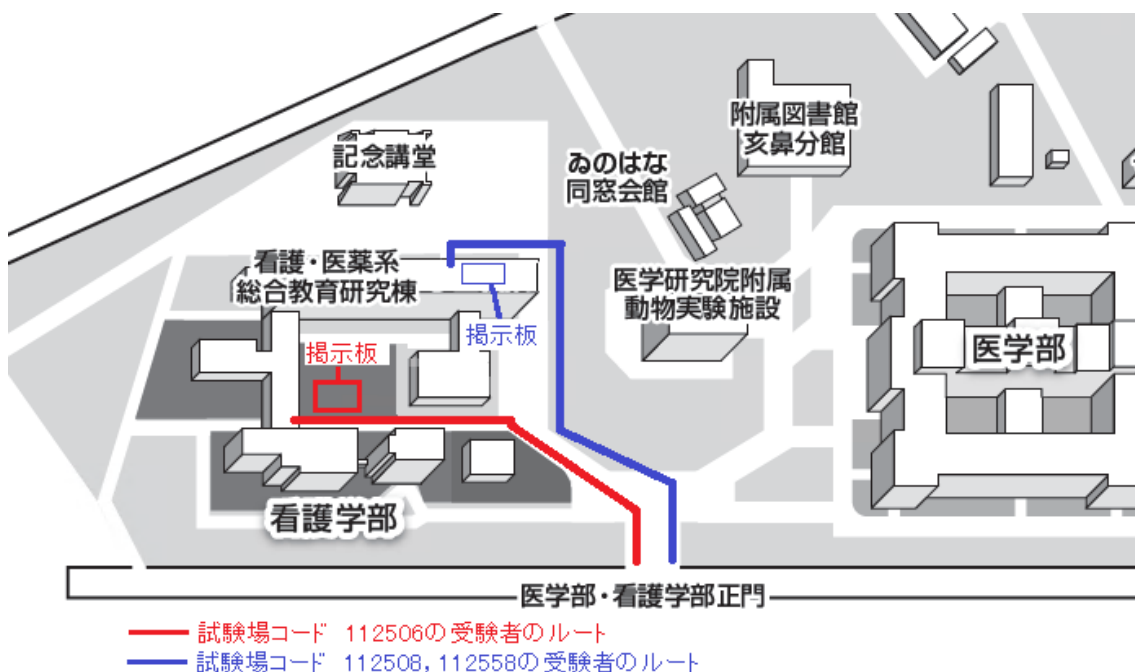 附属図書館
亥鼻分館
記念講堂
ゐのはな
同窓会館
看護・医薬系
総合教育研究棟
医学研究院附属
動物実験施設
掲示板
掲示板
医学部
看護学部
医学部・看護学部正門
試験場コード 112506の受験者のルート
試験場コード 112508,112558の受験者のルート